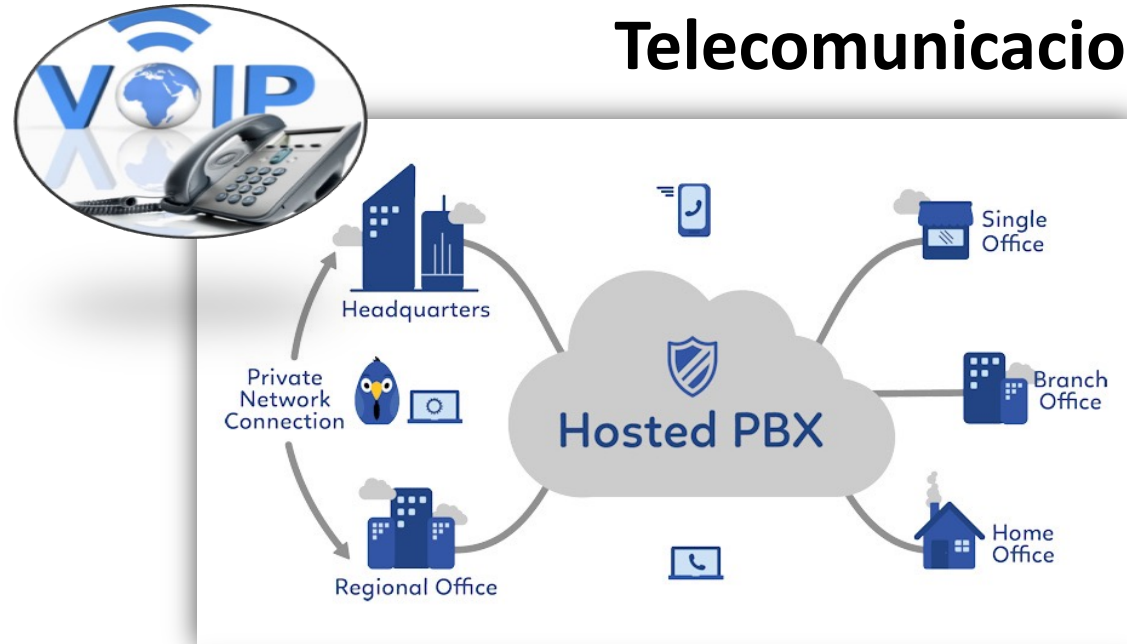 Telecomunicacio
VOIP
Headquarters
Single
Office
Private
Network
Connection
Hosted PBX
Branch
Office
Regional Office
Home
Office